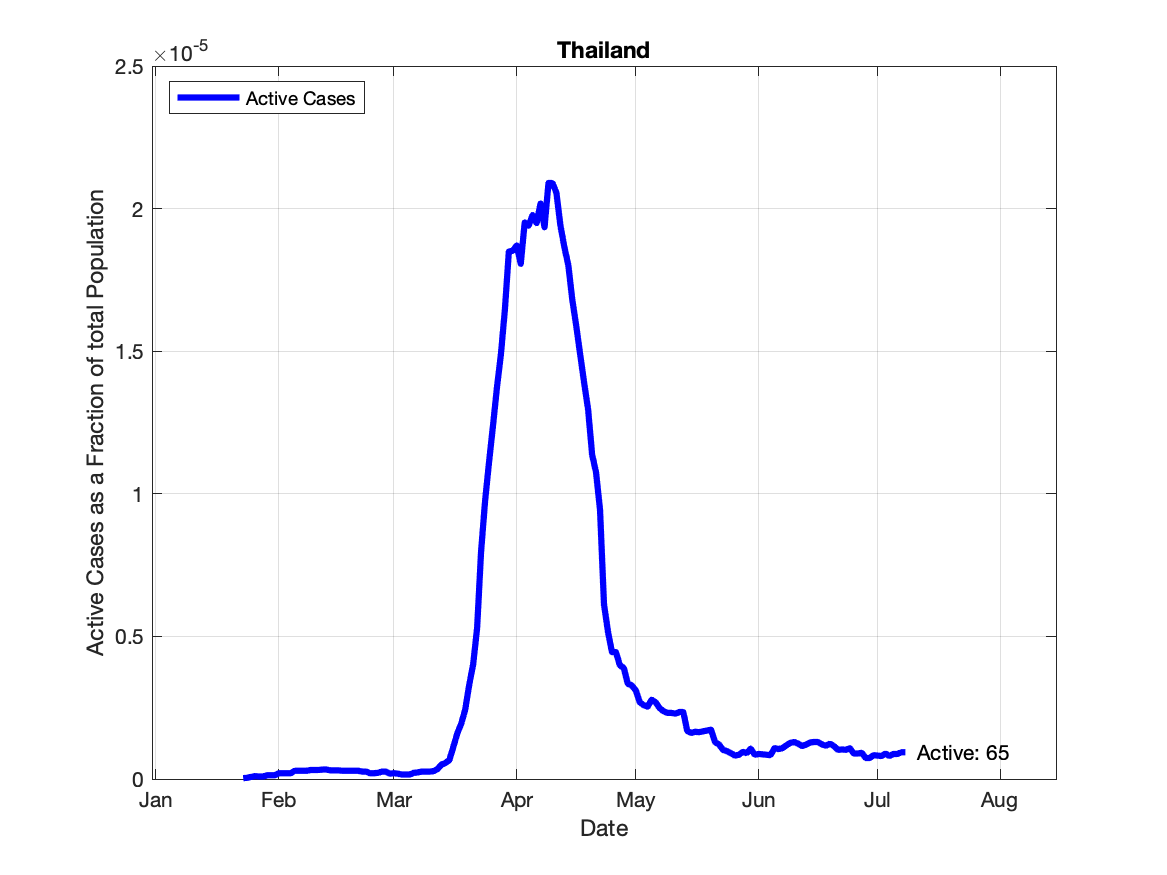 Thailand
×10-5
2.5
2
1.5
1
0.5
0
Active Cases as a Fraction of total Population
Active Cases
Active: 65
Jan Feb Mar Apr May Jun Jul Aug
Date